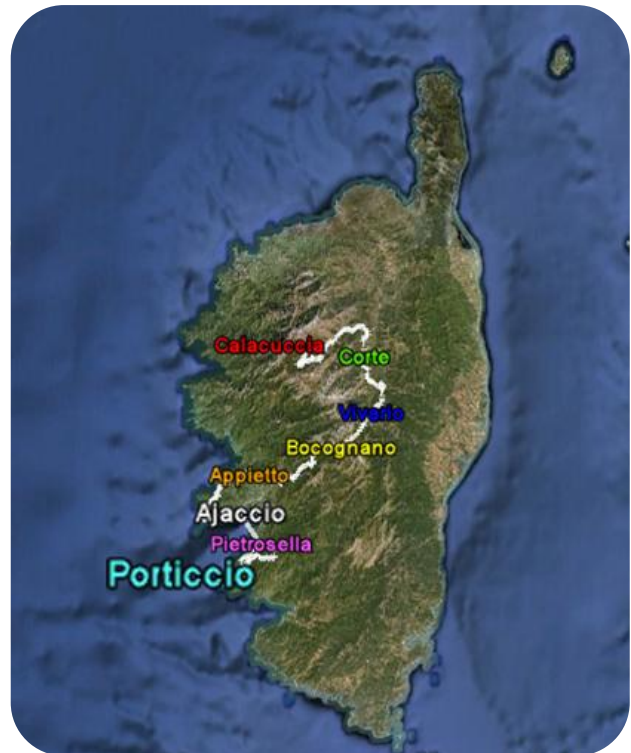 Calacuccia
Corte
Vivario
Bocognano
Appietto
Ajaccio
Pietrosella
Porticcio